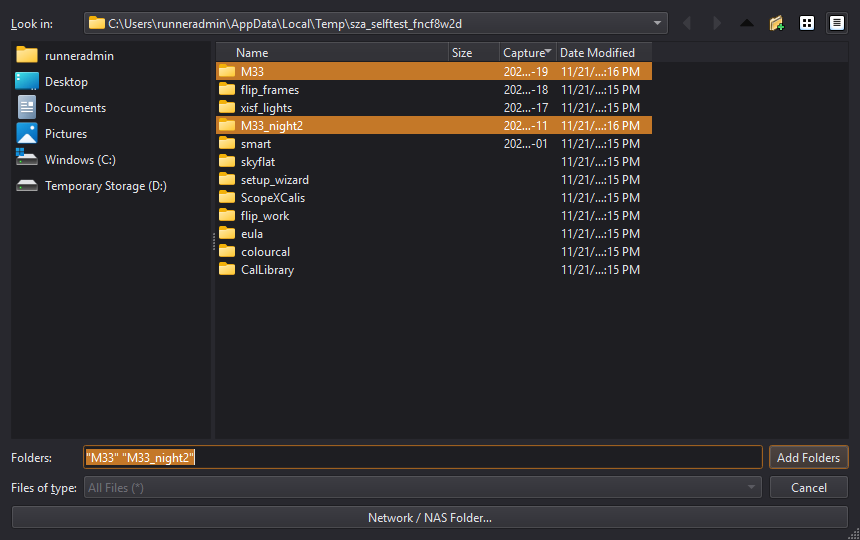 Look in: C:\Users\runneradmin\AppData\Local\Temp\sza_selftest_fncf8w2d
runneradmin
Desktop
Documents
Pictures
Windows (C:)
Temporary Storage (D:)
Name Size Capture Date Modified
M33 202...-19 11/21/...:16 PM
flip_frames 202...-18 11/21/...:15 PM
xisf_lights 202...-17 11/21/...:15 PM
M33_night2 202...-11 11/21/...:16 PM
smart 202...-01 11/21/...:15 PM
skyflat 11/21/...:15 PM
setup_wizard 11/21/...:15 PM
ScopeXCalis 11/21/...:15 PM
flip_work 11/21/...:15 PM
eula 11/21/...:15 PM
colourcal 11/21/...:15 PM
CalLibrary 11/21/...:15 PM
Folders: "M33" "M33_night2" Add Folders
Files of type: All Files (*) Cancel
Network / NAS Folder...